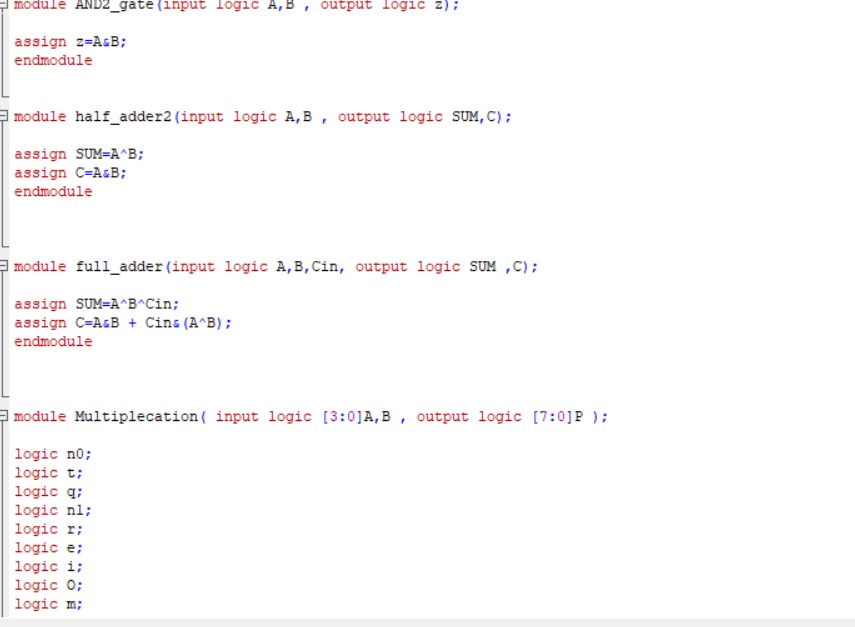 module AND2_gate(input logic A,B , output logic z);
assign z=A&B;
endmodule
module half_adder2(input logic A,B , output logic SUM,C);
assign SUM=A^B;
assign C=A&B;
endmodule
module full_adder(input logic A,B,Cin, output logic SUM ,C);
assign SUM=A^B^Cin;
assign C=A&B + Cin&(A^B);
endmodule
module Multiplecation( input logic [3:0]A,B , output logic [7:0]P );
logic n0;
logic t;
logic q;
logic n1;
logic r;
logic e;
logic i;
logic O;
logic m;